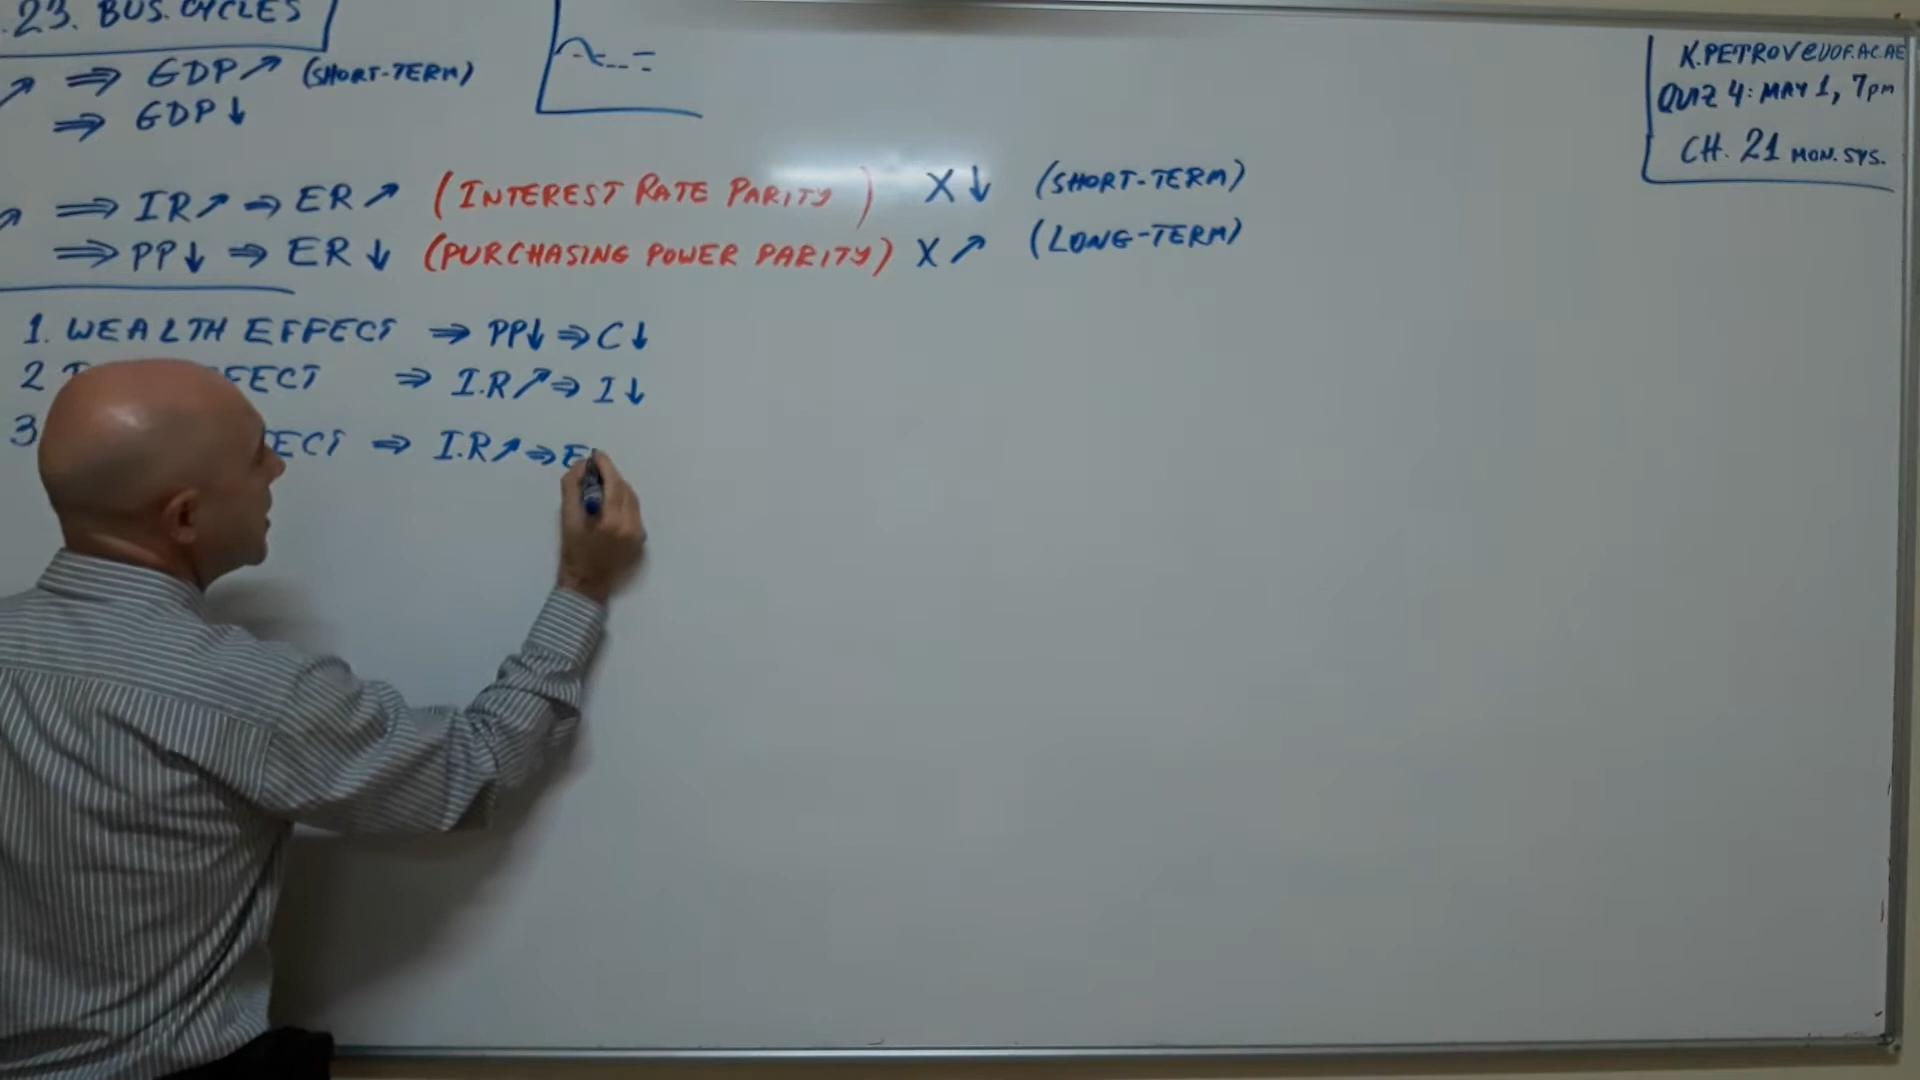 .23. BUS. CYCLES
↗ ⇒ GDP↗ (SHORT-TERM)
⇒ GDP↓
↗ ⇒ IR↗ ⇒ ER↗ (INTEREST RATE PARITY) X↓ (SHORT-TERM)
⇒ PP↓ ⇒ ER↓ (PURCHASING POWER PARITY) X↗ (LONG-TERM)
1. WEALTH EFFECT ⇒ PP↓ ⇒ C↓
2 FECT ⇒ I.R↗ ⇒ I↓
3 ECT ⇒ I.R↗ ⇒ E
K.PETROV@UOF.AC.AE
QUIZ 4: MAY 1, 7pm
CH. 21 MON. SYS.